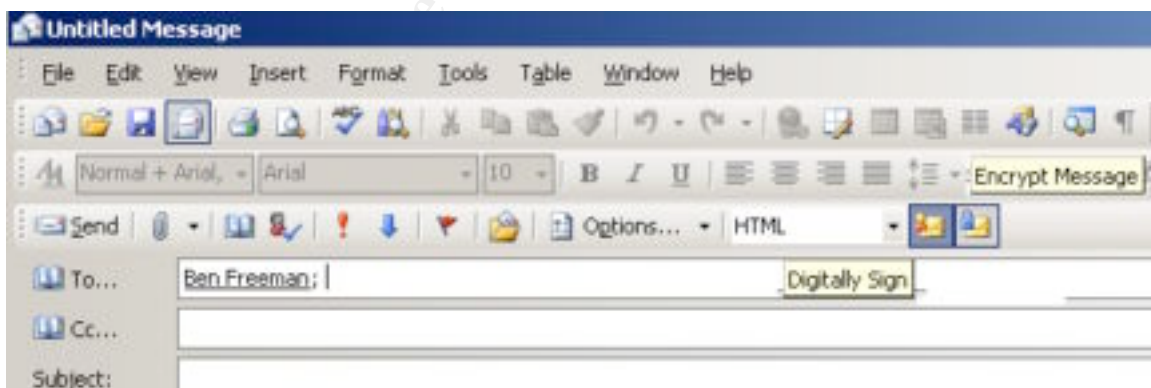 Untitled Message
File Edit View Insert Format Tools Table Window Help
Normal + Arial, Arial 10 B I U Encrypt Message
Send Options... HTML
To... Ben Freeman; Digitally Sign
Cc...
Subject: